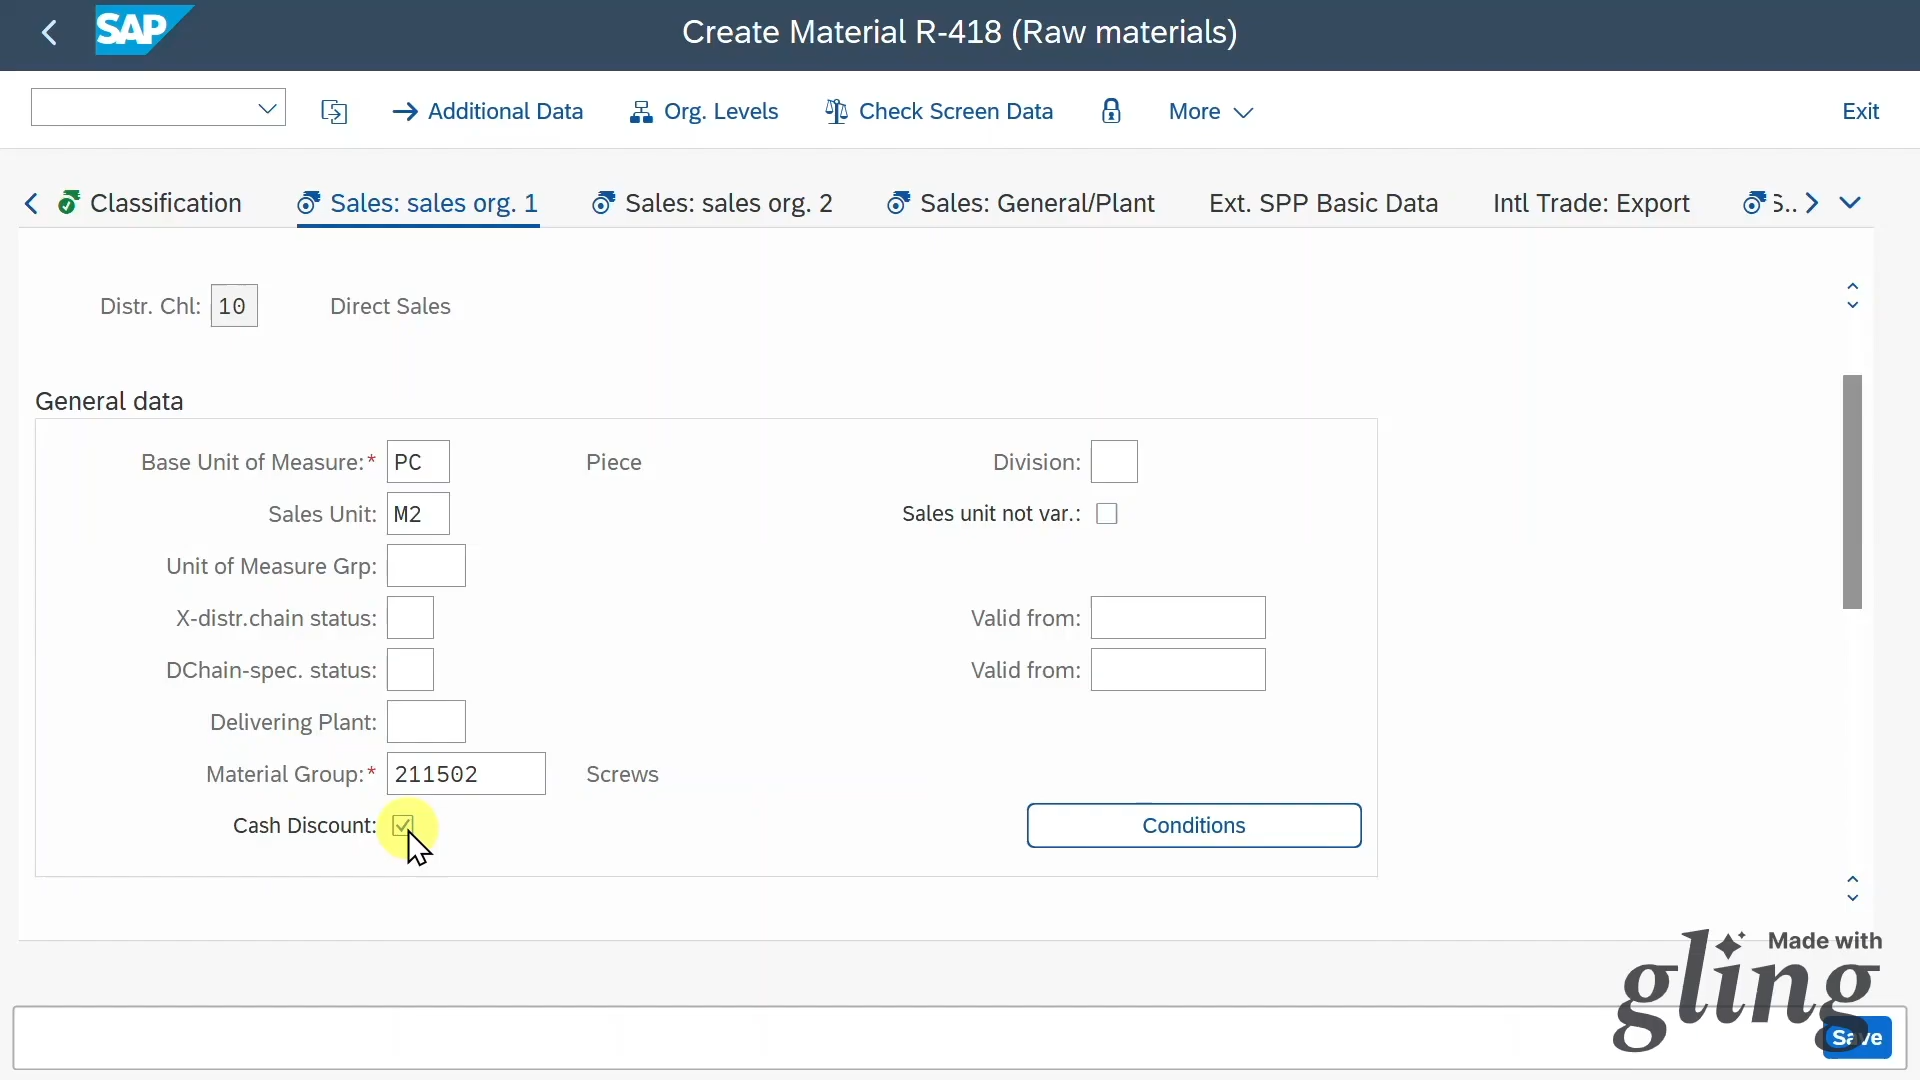 SAP
Create Material R-418 (Raw materials)
Additional Data
Org. Levels
Check Screen Data
More
Exit
Classification
Sales: sales org. 1
Sales: sales org. 2
Sales: General/Plant
Ext. SPP Basic Data
Intl Trade: Export
S..
Distr. Chl: 10 Direct Sales
General data
Base Unit of Measure:* PC Piece Division:
Sales Unit: M2 Sales unit not var.:
Unit of Measure Grp:
X-distr.chain status: Valid from:
DChain-spec. status: Valid from:
Delivering Plant:
Material Group:* 211502 Screws
Cash Discount: Conditions
Made with
gling
Save